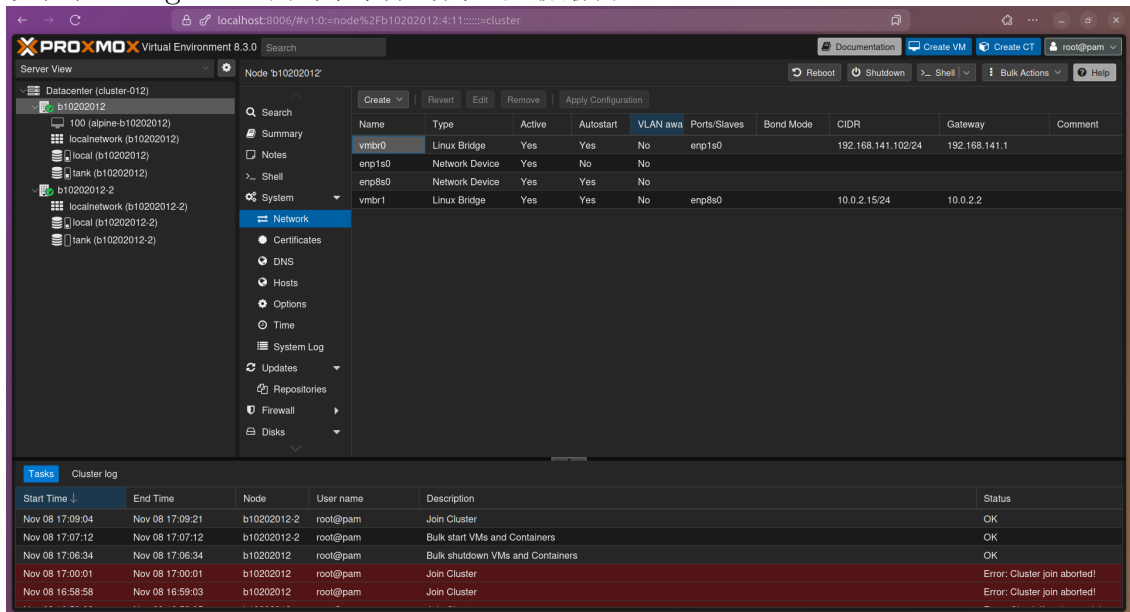 localhost:8006/#v1:0:=node%2Fb10202012:4:11::::::=cluster
PROXMOX Virtual Environment 8.3.0 Search Documentation Create VM Create CT root@pam
Server View Node 'b10202012' Reboot Shutdown >_ Shell Bulk Actions Help
Datacenter (cluster-012)
b10202012
100 (alpine-b10202012)
localnetwork (b10202012)
local (b10202012)
tank (b10202012)
b10202012-2
localnetwork (b10202012-2)
local (b10202012-2)
tank (b10202012-2)
Search
Summary
Notes
>_ Shell
System
Network
Certificates
DNS
Hosts
Options
Time
System Log
Updates
Repositories
Firewall
Disks
Create Revert Edit Remove Apply Configuration
Name Type Active Autostart VLAN awa Ports/Slaves Bond Mode CIDR Gateway Comment
vmbr0 Linux Bridge Yes Yes No enp1s0 192.168.141.102/24 192.168.141.1
enp1s0 Network Device Yes No No
enp8s0 Network Device Yes Yes No
vmbr1 Linux Bridge Yes Yes No enp8s0 10.0.2.15/24 10.0.2.2
Tasks Cluster log
Start Time ↓ End Time Node User name Description Status
Nov 08 17:09:04 Nov 08 17:09:21 b10202012-2 root@pam Join Cluster OK
Nov 08 17:07:12 Nov 08 17:07:12 b10202012-2 root@pam Bulk start VMs and Containers OK
Nov 08 17:06:34 Nov 08 17:06:34 b10202012 root@pam Bulk shutdown VMs and Containers OK
Nov 08 17:00:01 Nov 08 17:00:01 b10202012 root@pam Join Cluster Error: Cluster join aborted!
Nov 08 16:58:58 Nov 08 16:59:03 b10202012 root@pam Join Cluster Error: Cluster join aborted!